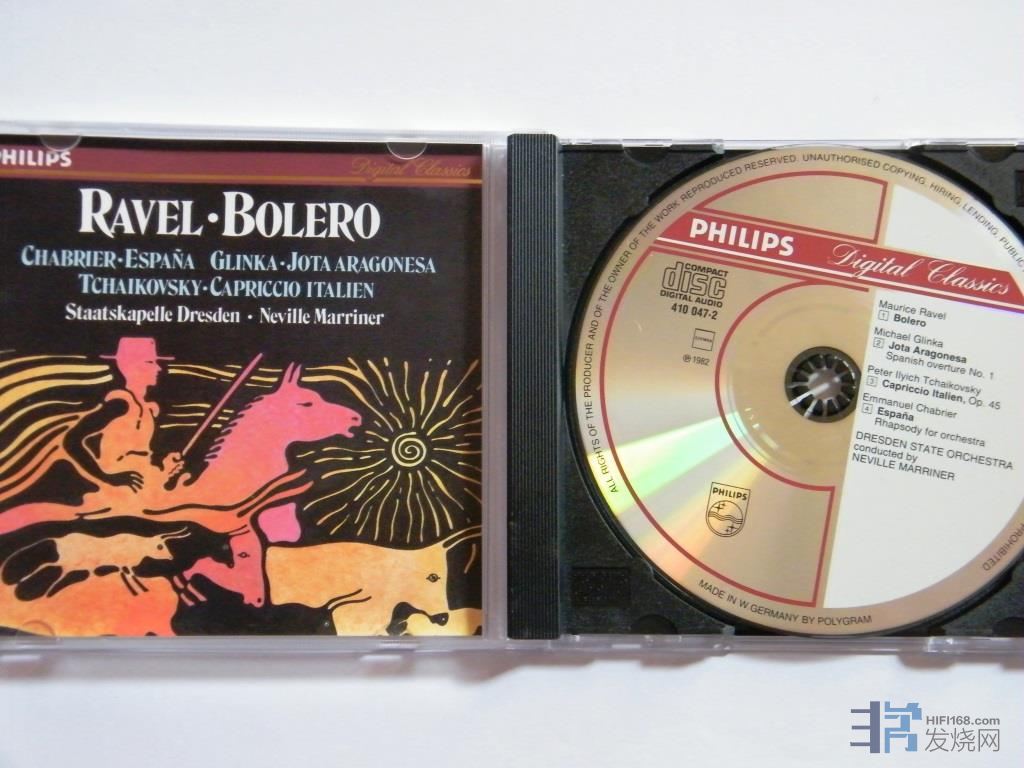 PHILIPS
Digital Classics
RAVEL · BOLERO
CHABRIER · ESPAÑA GLINKA · JOTA ARAGONESA
TCHAIKOVSKY · CAPRICCIO ITALIEN
Staatskapelle Dresden · Neville Marriner
ALL RIGHTS OF THE PRODUCER AND OF THE OWNER OF THE WORK REPRODUCED RESERVED. UNAUTHORISED COPYING, HIRING, LENDING, PUBLIC
PROHIBITED
PHILIPS
Digital Classics
COMPACT
disc
DIGITAL AUDIO
410 047-2
℗ 1982
Maurice Ravel
1 Bolero
Michael Glinka
2 Jota Aragonesa
Spanish overture No. 1
Peter Ilyich Tchaikovsky
3 Capriccio Italien, Op. 45
Emmanuel Chabrier
4 España
Rhapsody for orchestra
DRESDEN STATE ORCHESTRA
conducted by
NEVILLE MARRINER
PHILIPS
MADE IN W.GERMANY BY POLYGRAM
HIFI168.com
发烧网